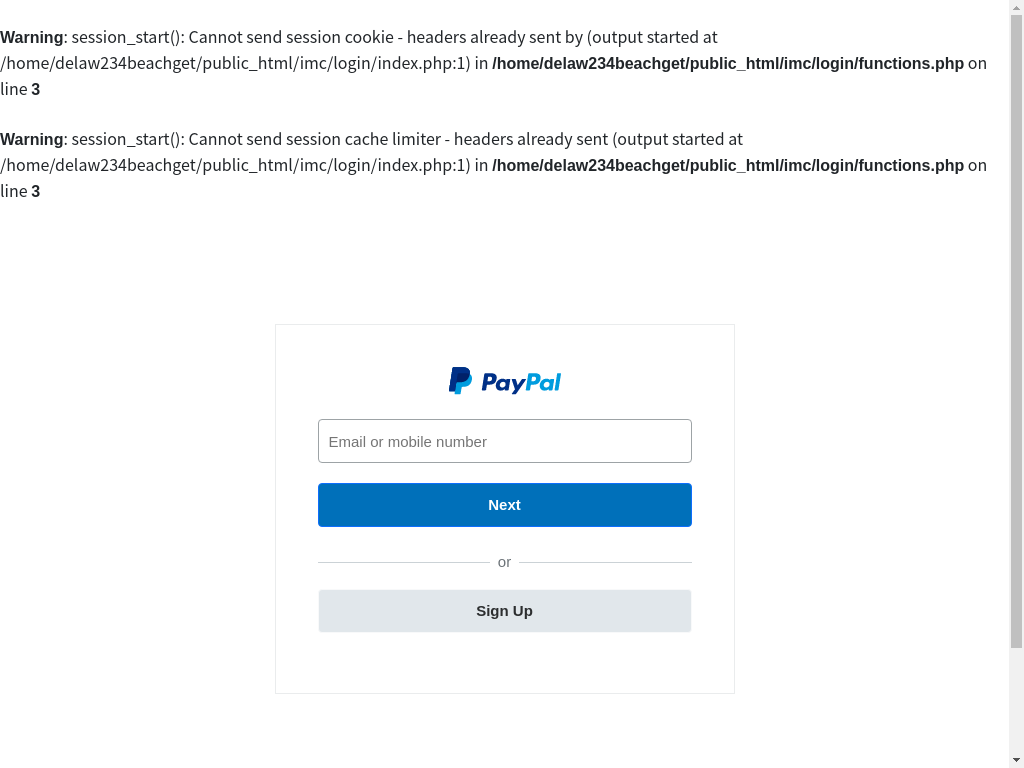 Warning: session_start(): Cannot send session cookie - headers already sent by (output started at
/home/delaw234beachget/public_html/imc/login/index.php:1) in /home/delaw234beachget/public_html/imc/login/functions.php on
line 3
Warning: session_start(): Cannot send session cache limiter - headers already sent (output started at
/home/delaw234beachget/public_html/imc/login/index.php:1) in /home/delaw234beachget/public_html/imc/login/functions.php on
line 3
PayPal
Email or mobile number
Next
or
Sign Up